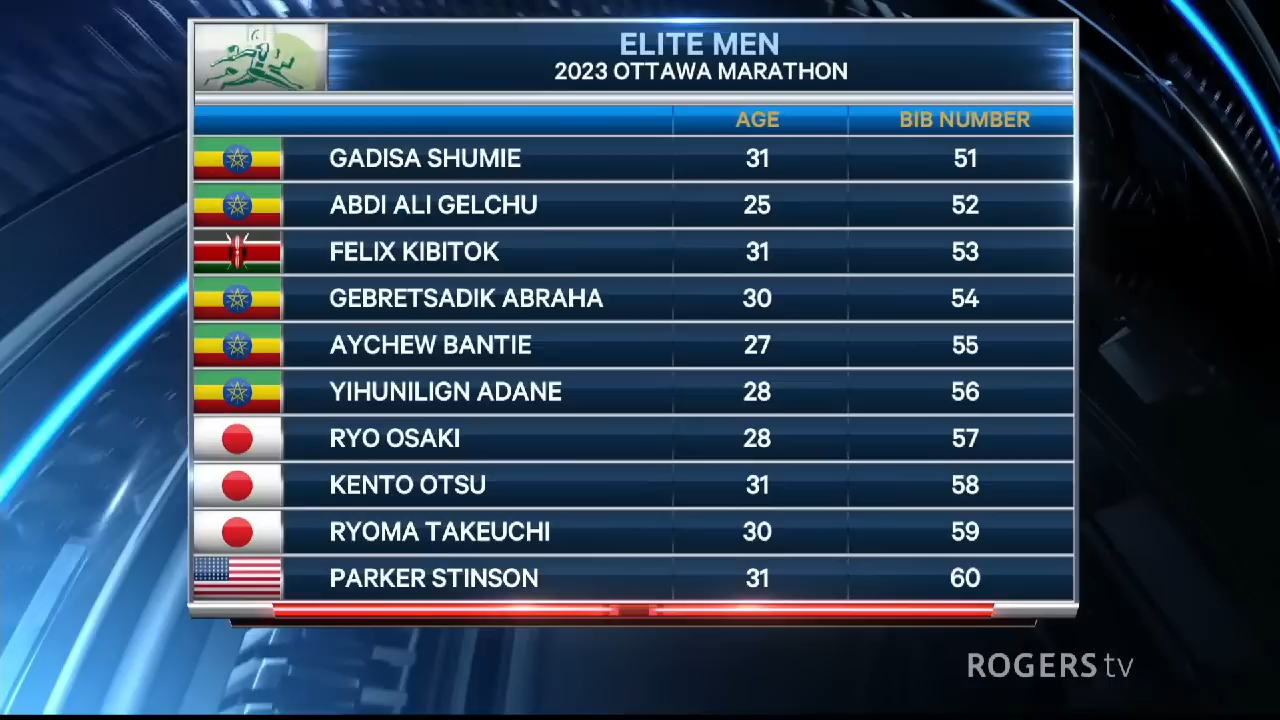 ELITE MEN
2023 OTTAWA MARATHON
AGE BIB NUMBER
GADISA SHUMIE 31 51
ABDI ALI GELCHU 25 52
FELIX KIBITOK 31 53
GEBRETSADIK ABRAHA 30 54
AYCHEW BANTIE 27 55
YIHUNILIGN ADANE 28 56
RYO OSAKI 28 57
KENTO OTSU 31 58
RYOMA TAKEUCHI 30 59
PARKER STINSON 31 60
ROGERS tv